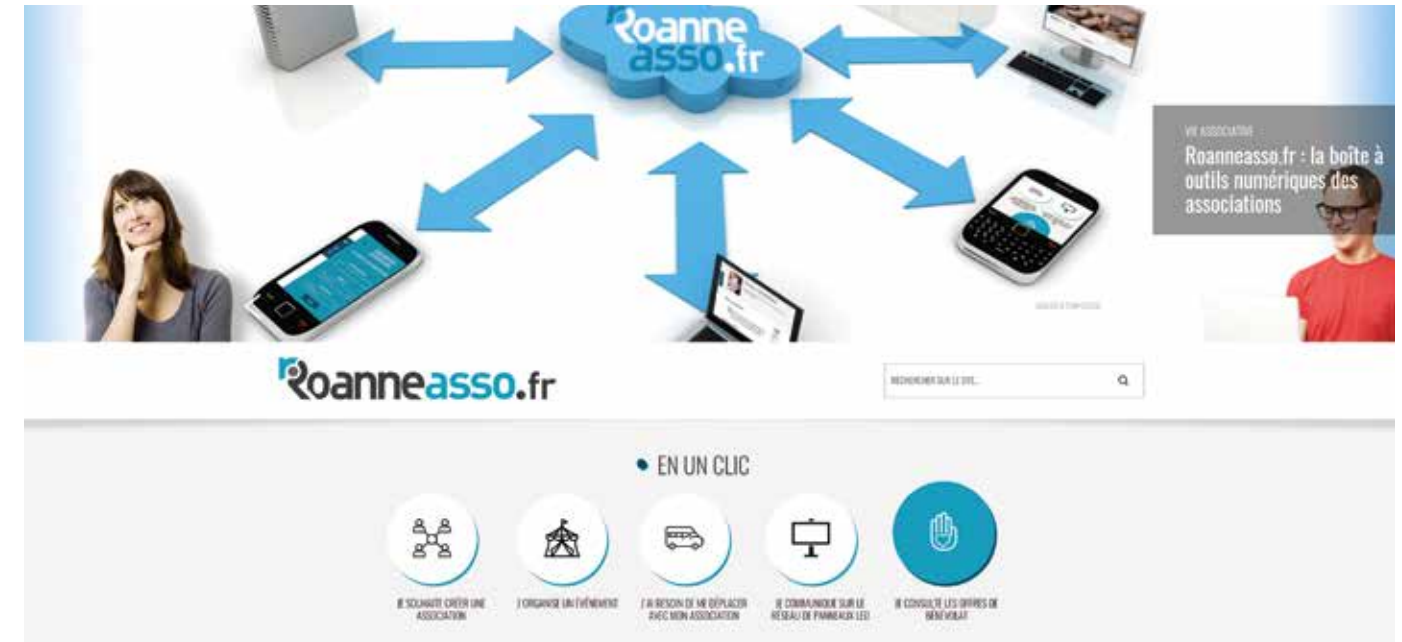 Roanne
asso.fr
VIE ASSOCIATIVE
Roanneasso.fr : la boîte à
outils numériques des
associations
Roanneasso.fr
RECHERCHER SUR LE SITE...
EN UN CLIC
JE SOUHAITE CRÉER UNE
ASSOCIATION
J'ORGANISE UN ÉVÉNEMENT
J'AI BESOIN DE ME DÉPLACER
AVEC MON ASSOCIATION
JE COMMUNIQUE SUR LE
RÉSEAU DE PANNEAUX LED
JE CONSULTE LES OFFRES DE
BÉNÉVOLAT